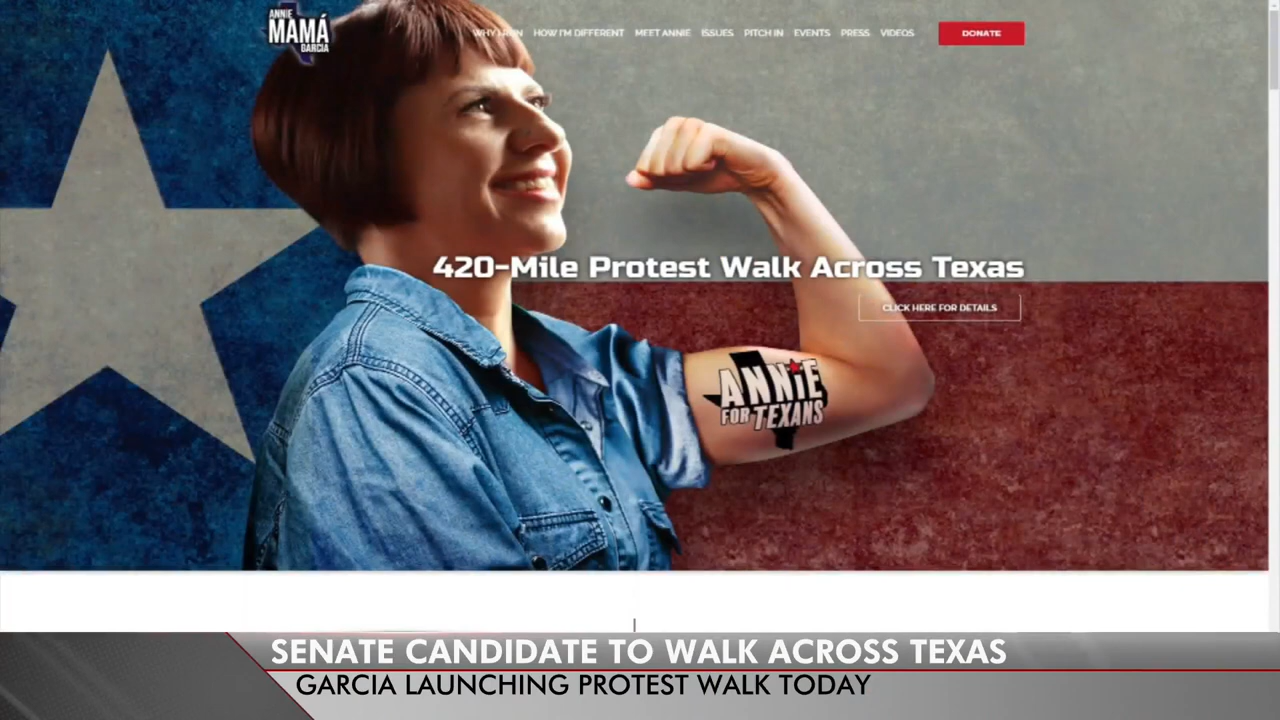 ANNIE
MAMÁ
GARCIA
WHY I RUN HOW I'M DIFFERENT MEET ANNIE ISSUES PITCH IN EVENTS PRESS VIDEOS DONATE
420-Mile Protest Walk Across Texas
CLICK HERE FOR DETAILS
ANNiE
FOR TEXANS
SENATE CANDIDATE TO WALK ACROSS TEXAS
GARCIA LAUNCHING PROTEST WALK TODAY